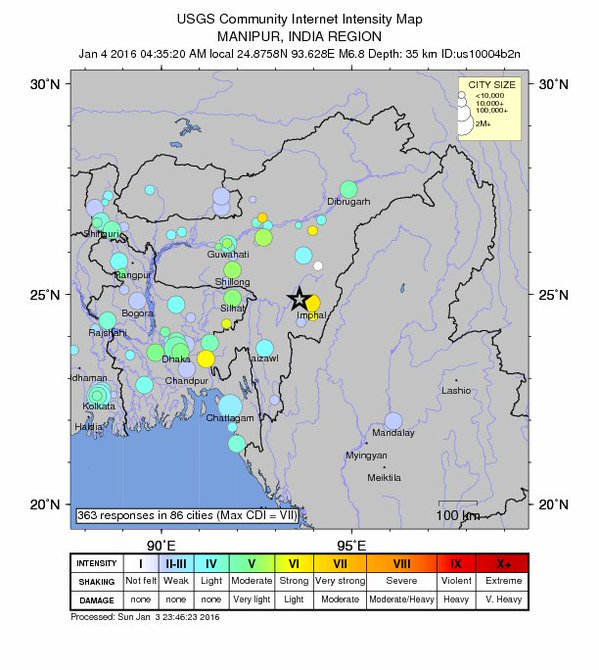 USGS Community Internet Intensity Map
MANIPUR, INDIA REGION
Jan 4 2016 04:35:20 AM local 24.8758N 93.628E M6.8 Depth: 35 km ID:us10004b2n
30°N
30°N
CITY SIZE
<10,000
10,000+
100,000+
2M+
Dibrugarh
Shiliguri
Guwahati
Rangpur
Shillong
25°N
25°N
Bogora
Silhat
Imphal
Rajshahi
Dhaka
Aizawl
Chandpur
ddhaman
Lashio
Kolkata
Chattagam
Haldia
Mandalay
Myingyan
Meiktila
20°N
20°N
363 responses in 86 cities (Max CDI = VII)
100 km
90°E
95°E
INTENSITY I II-III IV V VI VII VIII IX X+
SHAKING Not felt Weak Light Moderate Strong Very strong Severe Violent Extreme
DAMAGE none none none Very light Light Moderate Moderate/Heavy Heavy V. Heavy
Processed: Sun Jan 3 23:46:23 2016